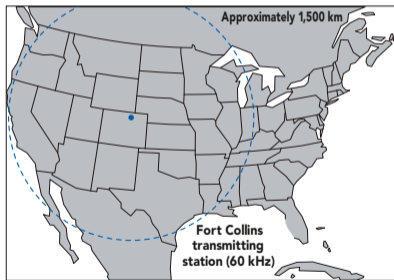 Approximately 1,500 km
Fort Collins
transmitting
station (60 kHz)